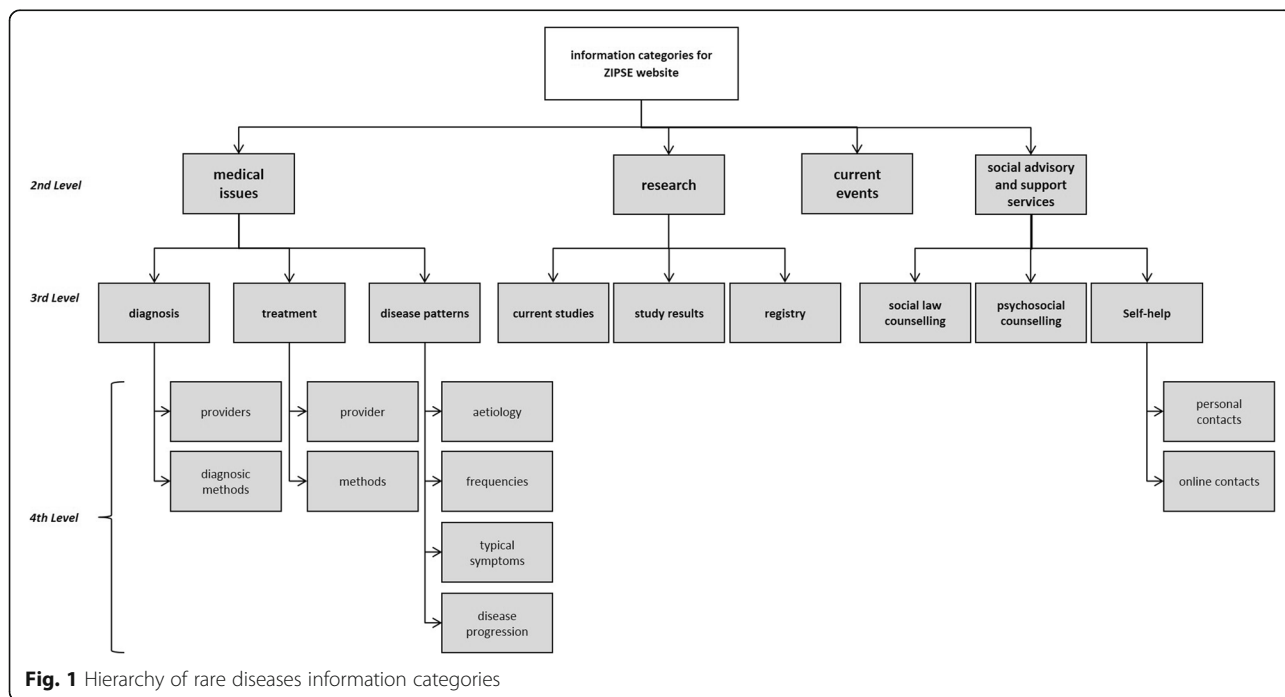 information categories for
ZIPSE website
2nd Level
medical
issues
research
current
events
social advisory
and support
services
3rd Level
diagnosis
treatment
disease patterns
current studies
study results
registry
social law
counselling
psychosocial
counselling
Self-help
4th Level
providers
diagnosic
methods
provider
methods
aetiology
frequencies
typical
symptoms
disease
progression
personal
contacts
online contacts
Fig. 1 Hierarchy of rare diseases information categories